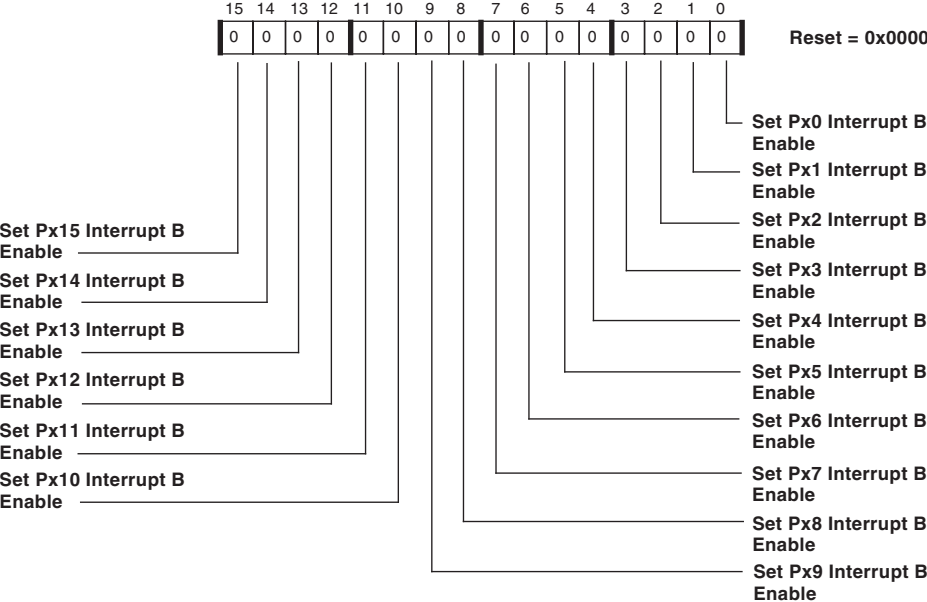 15 14 13 12 11 10 9 8 7 6 5 4 3 2 1 0
0 0 0 0 0 0 0 0 0 0 0 0 0 0 0 0 Reset = 0x0000
Set Px0 Interrupt B
Enable
Set Px1 Interrupt B
Enable
Set Px2 Interrupt B
Enable
Set Px3 Interrupt B
Enable
Set Px4 Interrupt B
Enable
Set Px5 Interrupt B
Enable
Set Px6 Interrupt B
Enable
Set Px7 Interrupt B
Enable
Set Px8 Interrupt B
Enable
Set Px9 Interrupt B
Enable
Set Px15 Interrupt B
Enable
Set Px14 Interrupt B
Enable
Set Px13 Interrupt B
Enable
Set Px12 Interrupt B
Enable
Set Px11 Interrupt B
Enable
Set Px10 Interrupt B
Enable